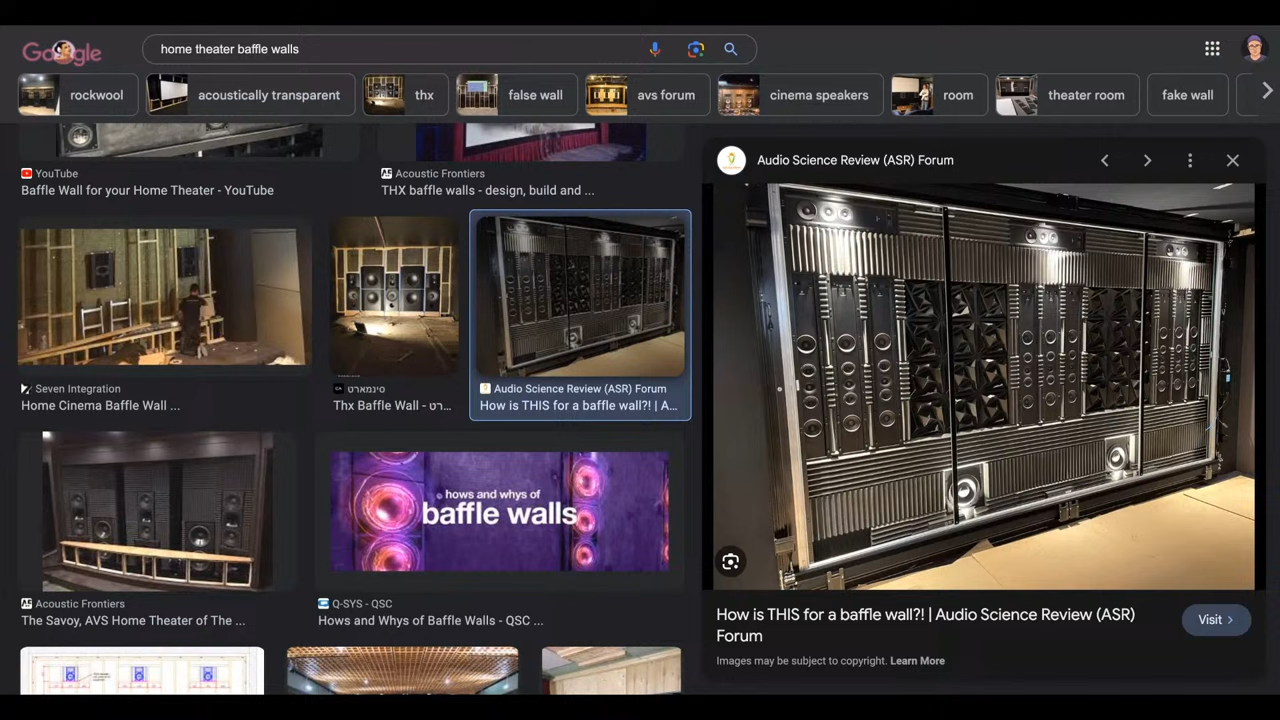 Google
home theater baffle walls
rockwool
acoustically transparent
thx
false wall
avs forum
cinema speakers
room
theater room
fake wall
YouTube
Baffle Wall for your Home Theater - YouTube
Acoustic Frontiers
THX baffle walls - design, build and ...
Seven Integration
Home Cinema Baffle Wall ...
סינמארט
Thx Baffle Wall - סינמארט...
Audio Science Review (ASR) Forum
How is THIS for a baffle wall?! | A...
Acoustic Frontiers
The Savoy, AVS Home Theater of The ...
hows and whys of
baffle walls
Q-SYS - QSC
Hows and Whys of Baffle Walls - QSC ...
Audio Science Review (ASR) Forum
How is THIS for a baffle wall?! | Audio Science Review (ASR)
Forum
Visit
Images may be subject to copyright. Learn More